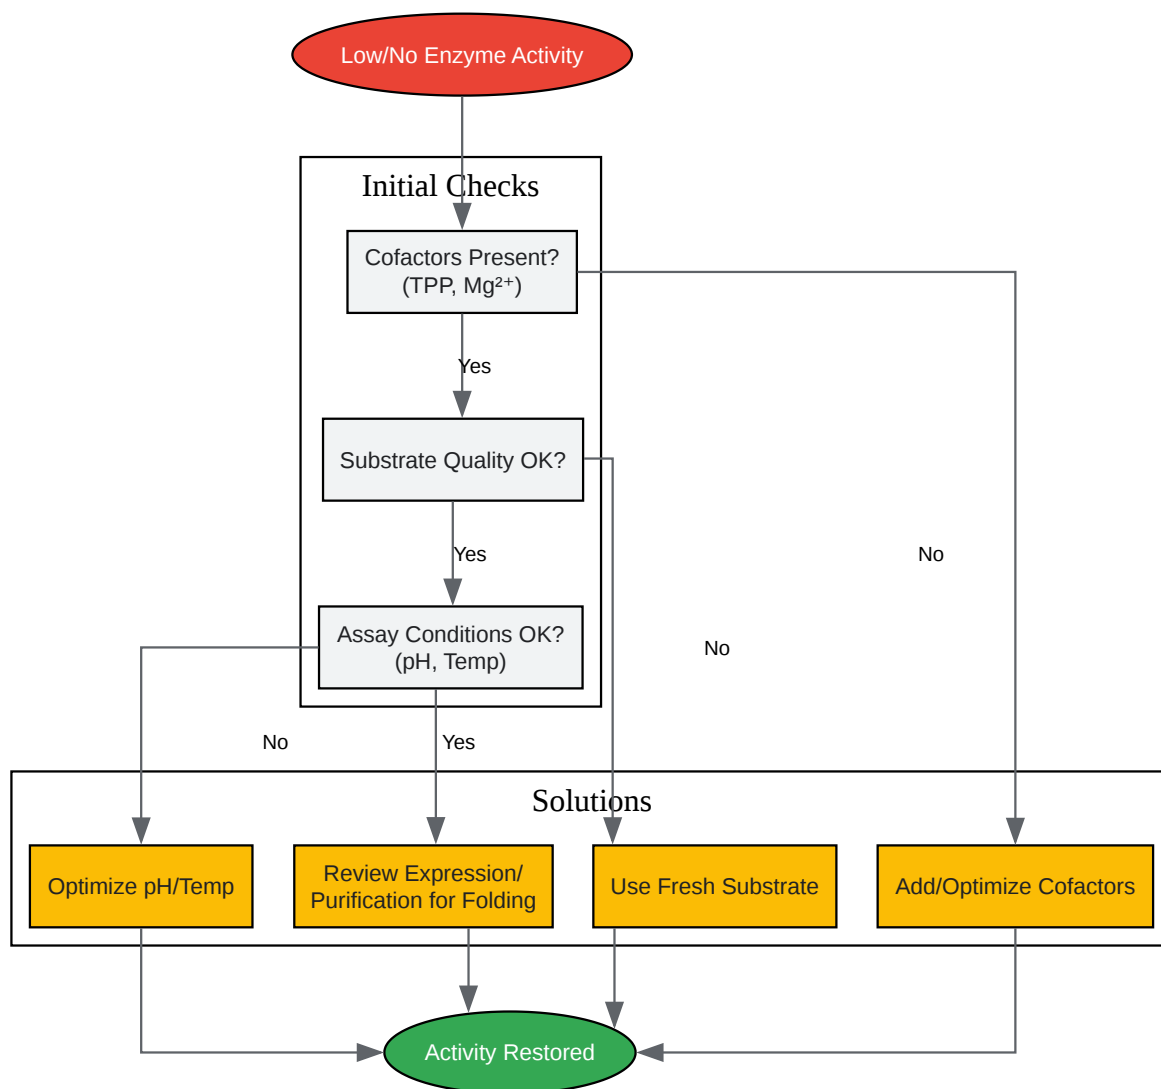 Low/No Enzyme Activity
Initial Checks
Cofactors Present?
(TPP, Mg²⁺)
Yes
Substrate Quality OK?
Yes
No
Assay Conditions OK?
(pH, Temp)
No
No
Yes
Solutions
Optimize pH/Temp
Review Expression/
Purification for Folding
Use Fresh Substrate
Add/Optimize Cofactors
Activity Restored